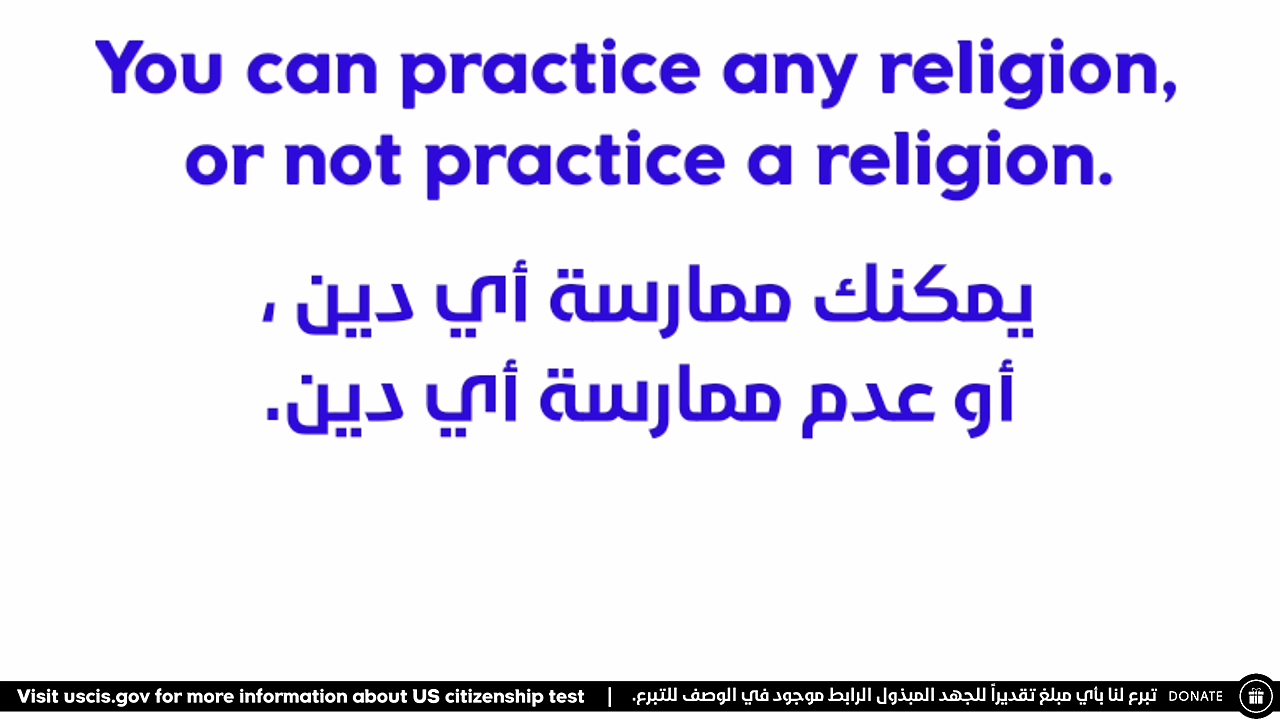 You can practice any religion,
or not practice a religion.
يمكنك ممارسة أي دين ،
أو عدم ممارسة أي دين.
Visit uscis.gov for more information about US citizenship test | تبرع لنا بأي مبلغ تقديراً للجهد المبذول الرابط موجود في الوصف للتبرع. DONATE